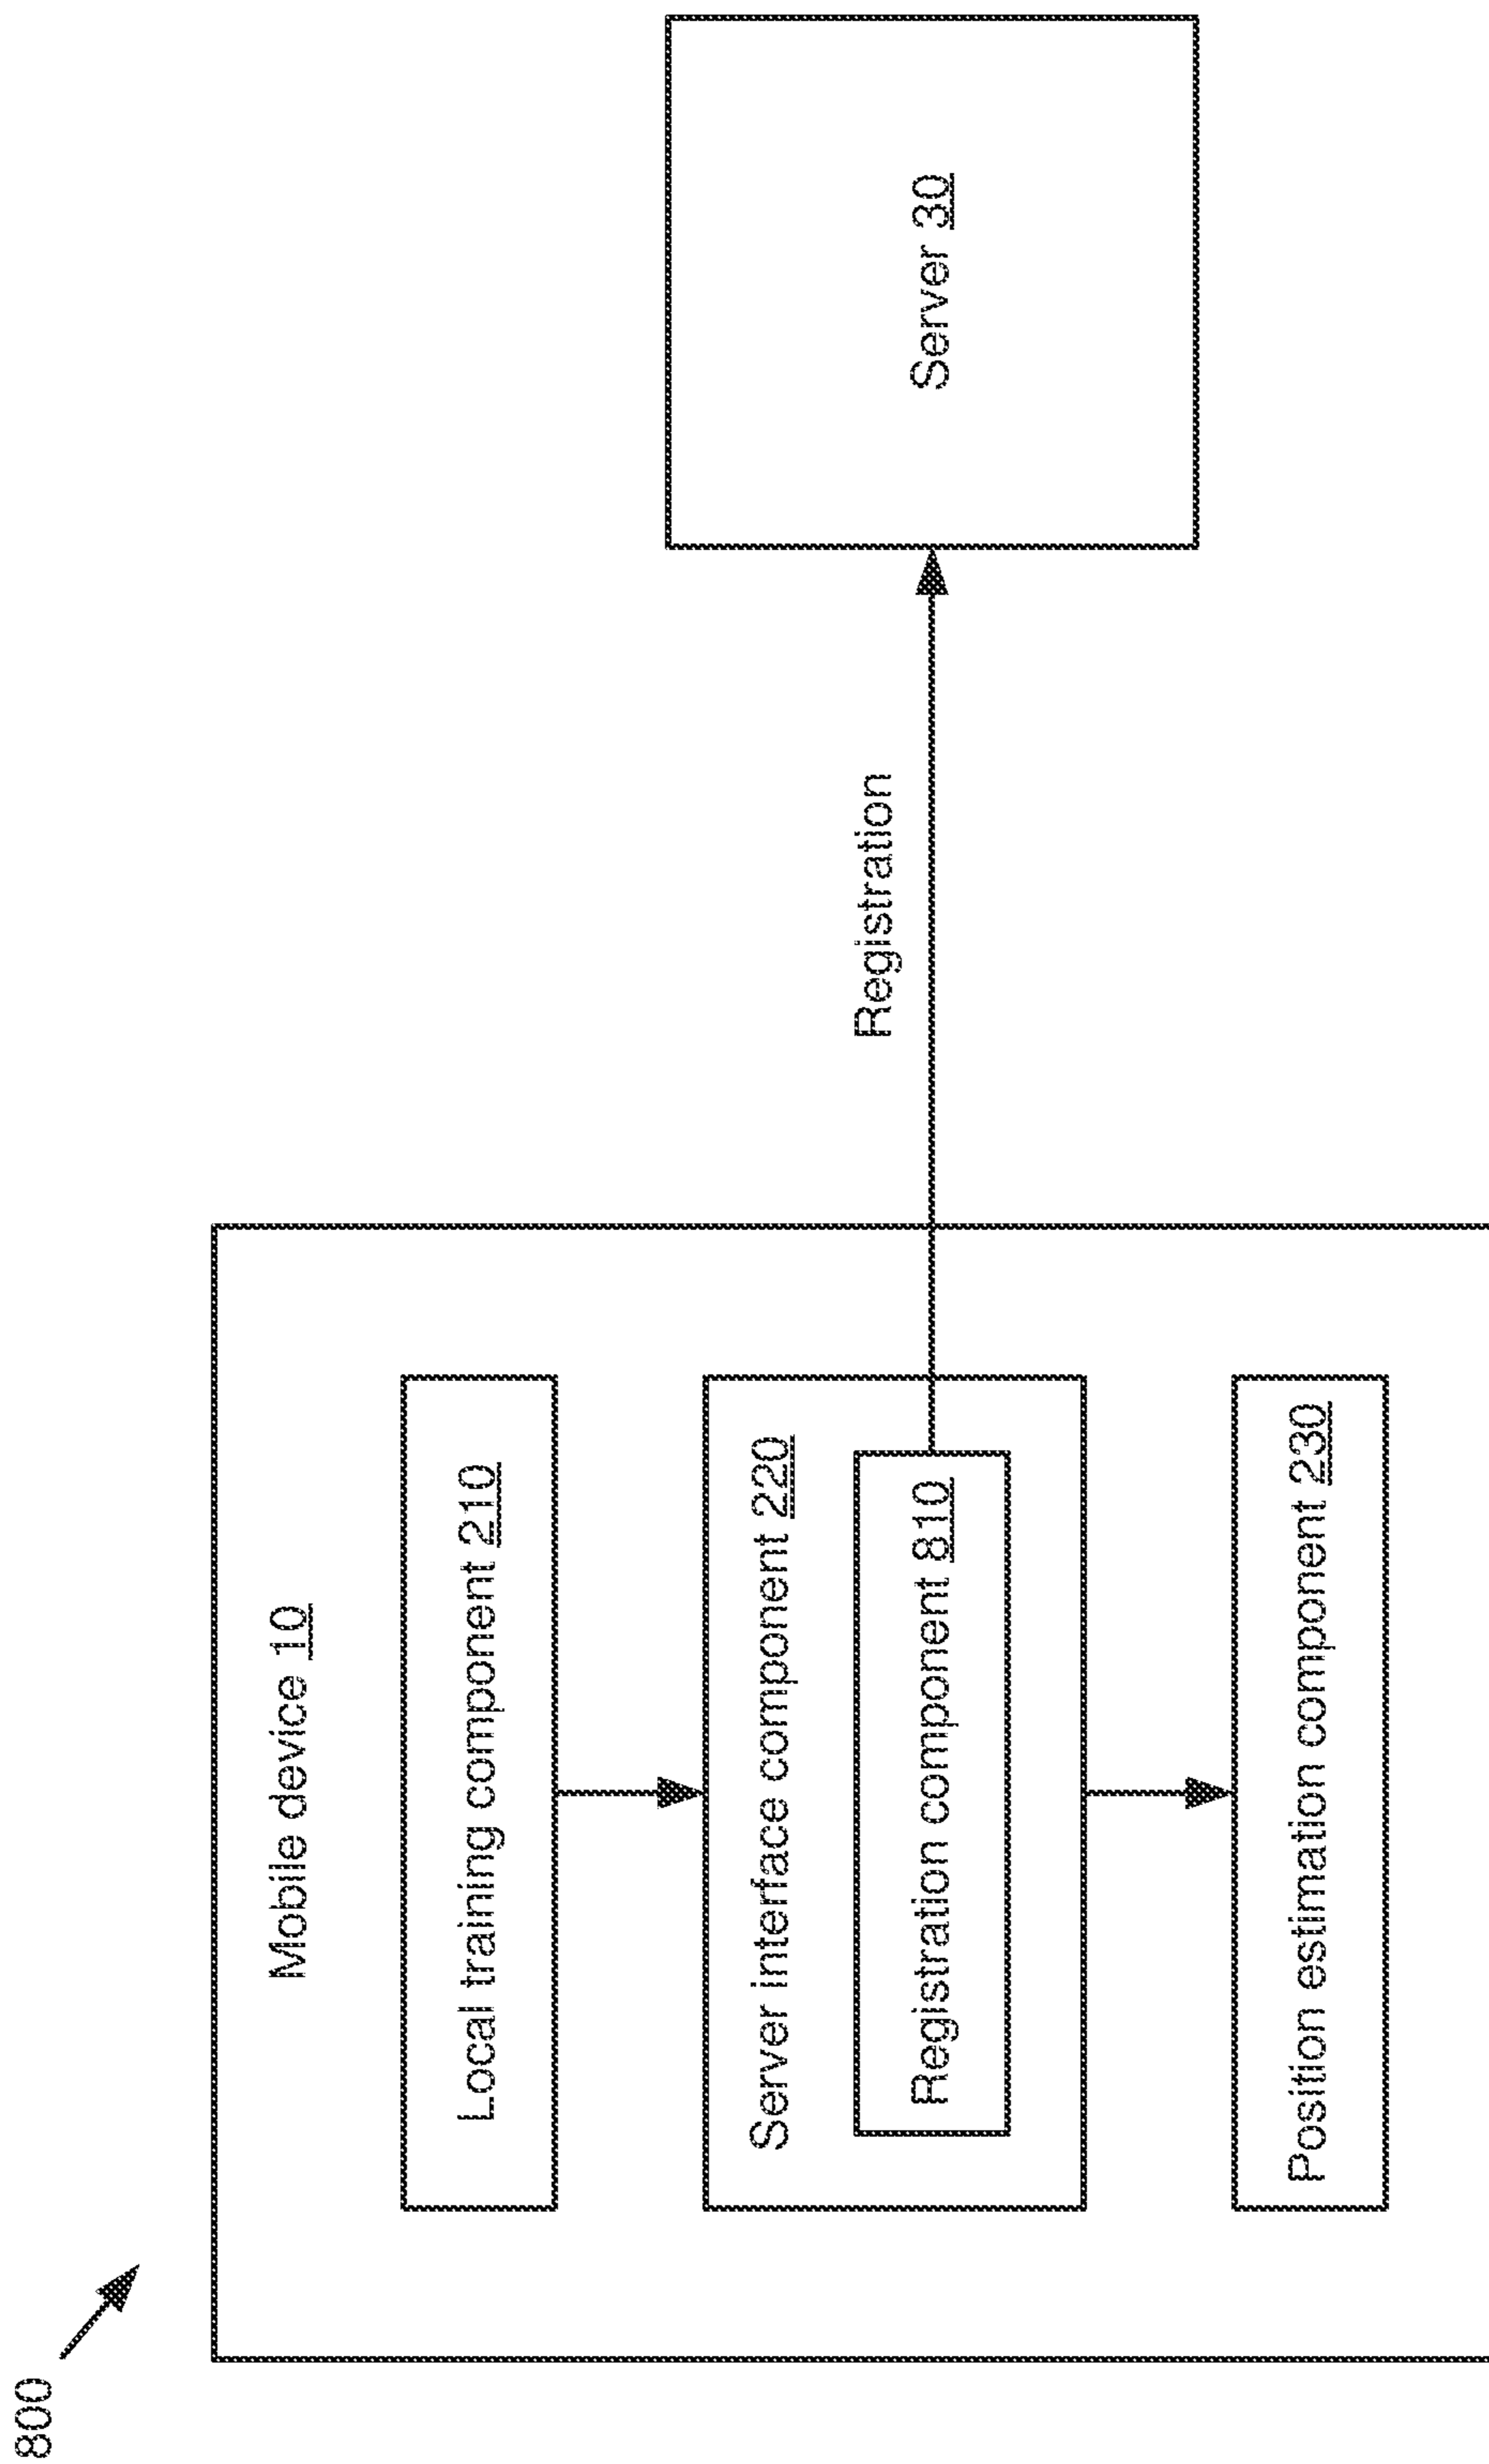 800
Mobile device 10
Local training component 210
Server interface component 220
Registration component 810
Position estimation component 230
Registration
Server 30